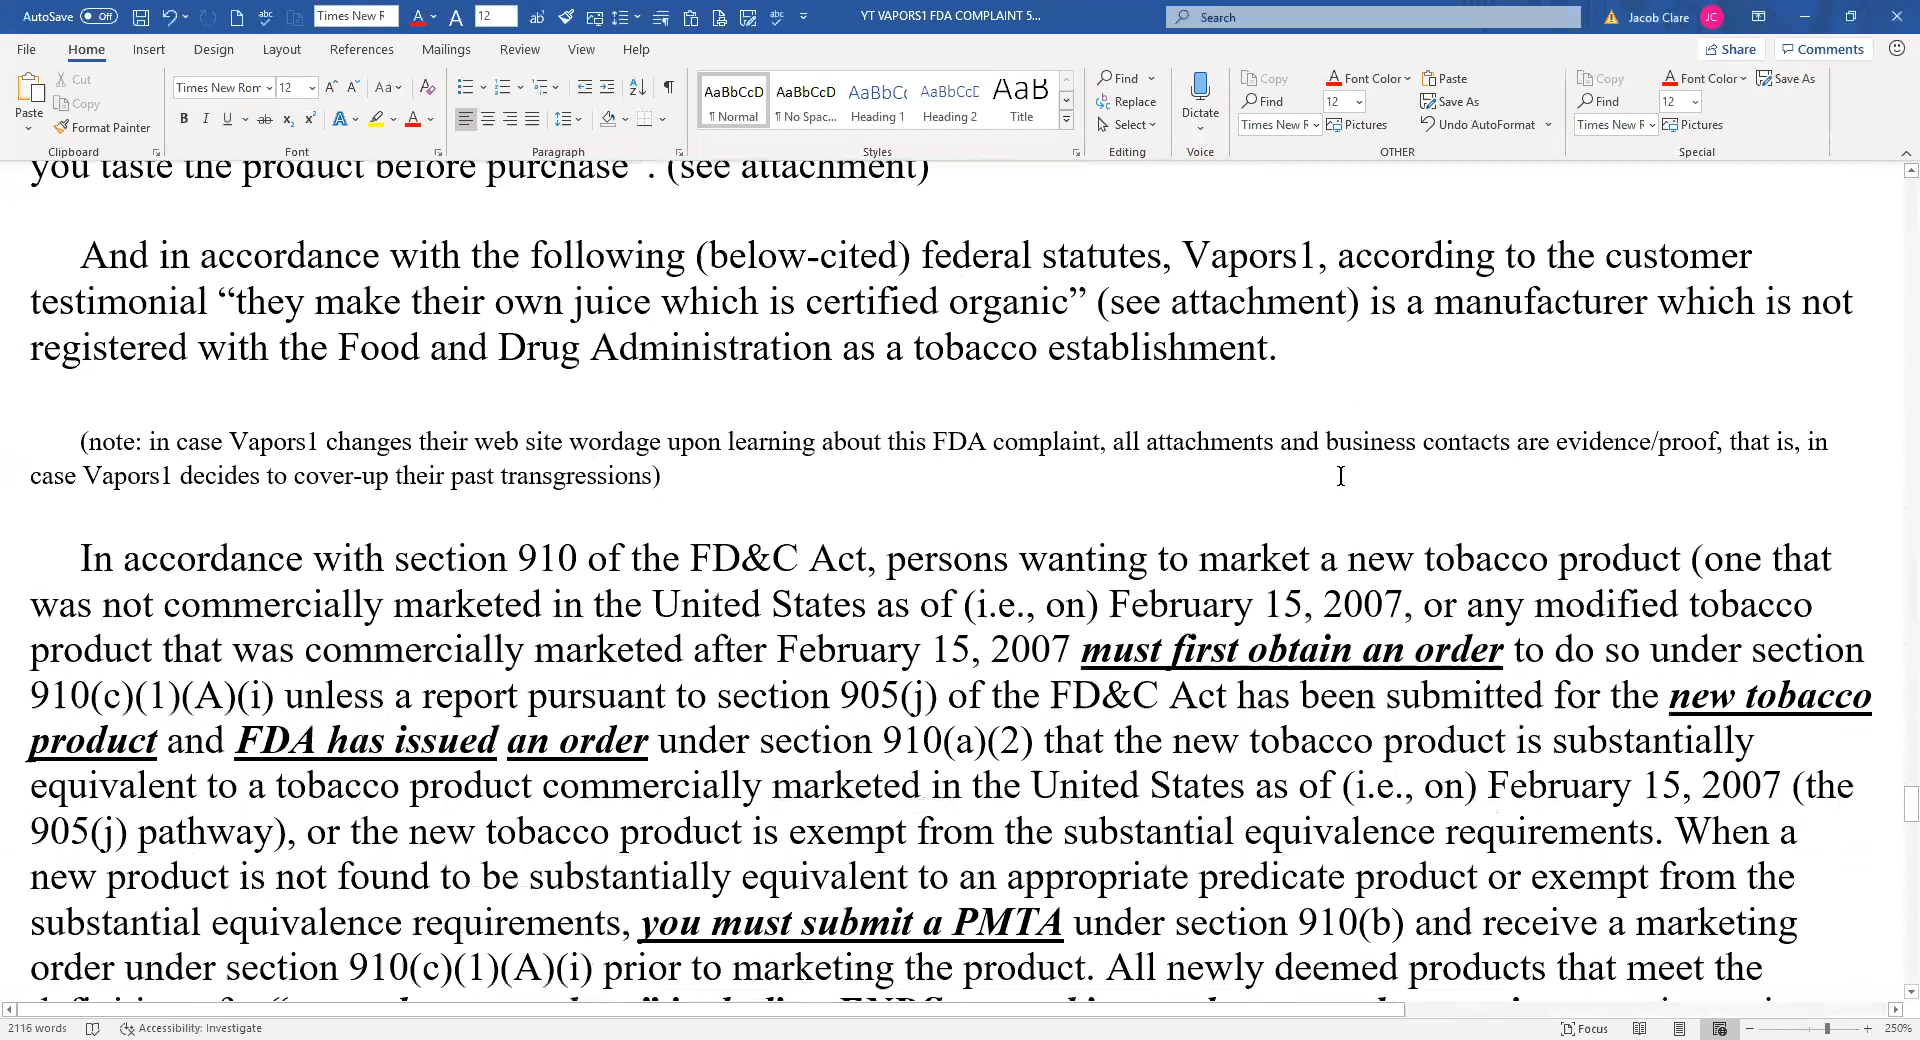 AutoSave Off Times New R 12 YT VAPORS1 FDA COMPLAINT 5... Search Jacob Clare JC
File Home Insert Design Layout References Mailings Review View Help Share Comments
Paste Cut Copy Format Painter
Times New Rom 12
AaBbCcD AaBbCcD AaBbCc AaBbCcD AaB
¶ Normal ¶ No Spac... Heading 1 Heading 2 Title
Find Replace Select
Dictate
Copy Font Color Paste
Find 12 Save As
Times New R Pictures Undo AutoFormat
Copy Font Color Save As
Find 12
Times New R Pictures
Clipboard Font Paragraph Styles Editing Voice OTHER Special
you taste the product before purchase”. (see attachment)
And in accordance with the following (below-cited) federal statutes, Vapors1, according to the customer
testimonial “they make their own juice which is certified organic” (see attachment) is a manufacturer which is not
registered with the Food and Drug Administration as a tobacco establishment.
(note: in case Vapors1 changes their web site wordage upon learning about this FDA complaint, all attachments and business contacts are evidence/proof, that is, in
case Vapors1 decides to cover-up their past transgressions)
In accordance with section 910 of the FD&C Act, persons wanting to market a new tobacco product (one that
was not commercially marketed in the United States as of (i.e., on) February 15, 2007, or any modified tobacco
product that was commercially marketed after February 15, 2007 must first obtain an order to do so under section
910(c)(1)(A)(i) unless a report pursuant to section 905(j) of the FD&C Act has been submitted for the new tobacco
product and FDA has issued an order under section 910(a)(2) that the new tobacco product is substantially
equivalent to a tobacco product commercially marketed in the United States as of (i.e., on) February 15, 2007 (the
905(j) pathway), or the new tobacco product is exempt from the substantial equivalence requirements. When a
new product is not found to be substantially equivalent to an appropriate predicate product or exempt from the
substantial equivalence requirements, you must submit a PMTA under section 910(b) and receive a marketing
order under section 910(c)(1)(A)(i) prior to marketing the product. All newly deemed products that meet the
2116 words Accessibility: Investigate Focus 250%